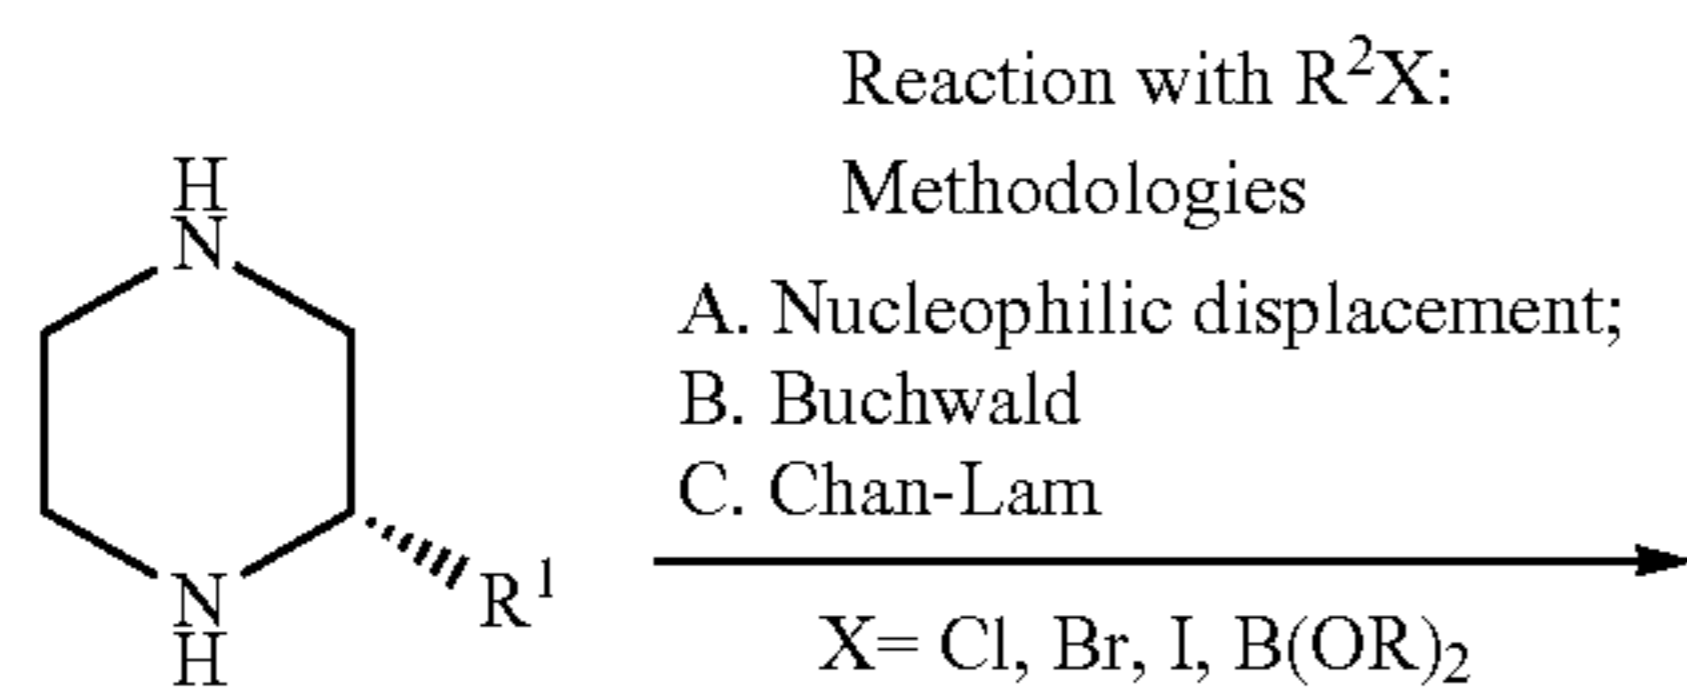 Reaction with R²X:
Methodologies
H
N
A. Nucleophilic displacement;
B. Buchwald
C. Chan-Lam
N
H
R¹
X= Cl, Br, I, B(OR)₂